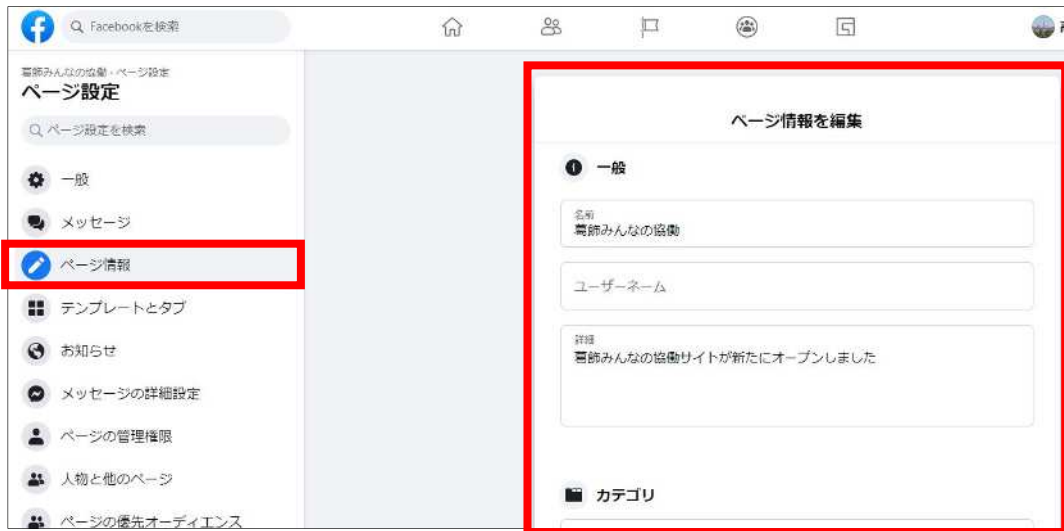 Facebookを検索
葛飾みんなの協働・ページ設定
ページ設定
ページ設定を検索
一般
メッセージ
ページ情報
テンプレートとタブ
お知らせ
メッセージの詳細設定
ページの管理権限
人物と他のページ
ページの優先オーディエンス
ページ情報を編集
一般
名前
葛飾みんなの協働
ユーザーネーム
詳細
葛飾みんなの協働サイトが新たにオープンしました
カテゴリ